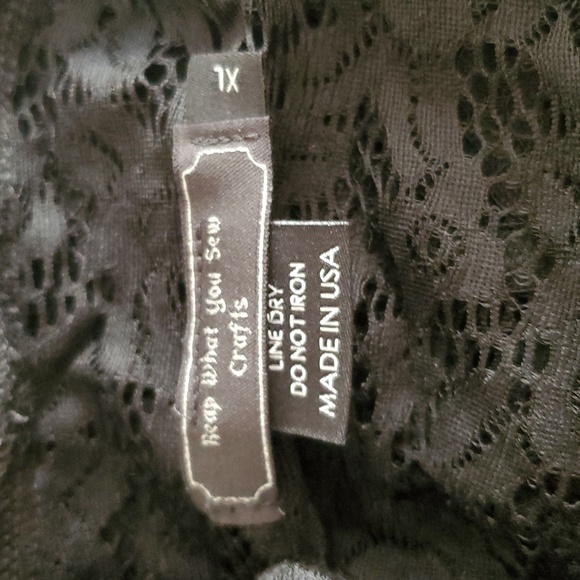 1X
Reap What You Sew
Crafts
LINE DRY
DO NOT IRON
MADE IN USA